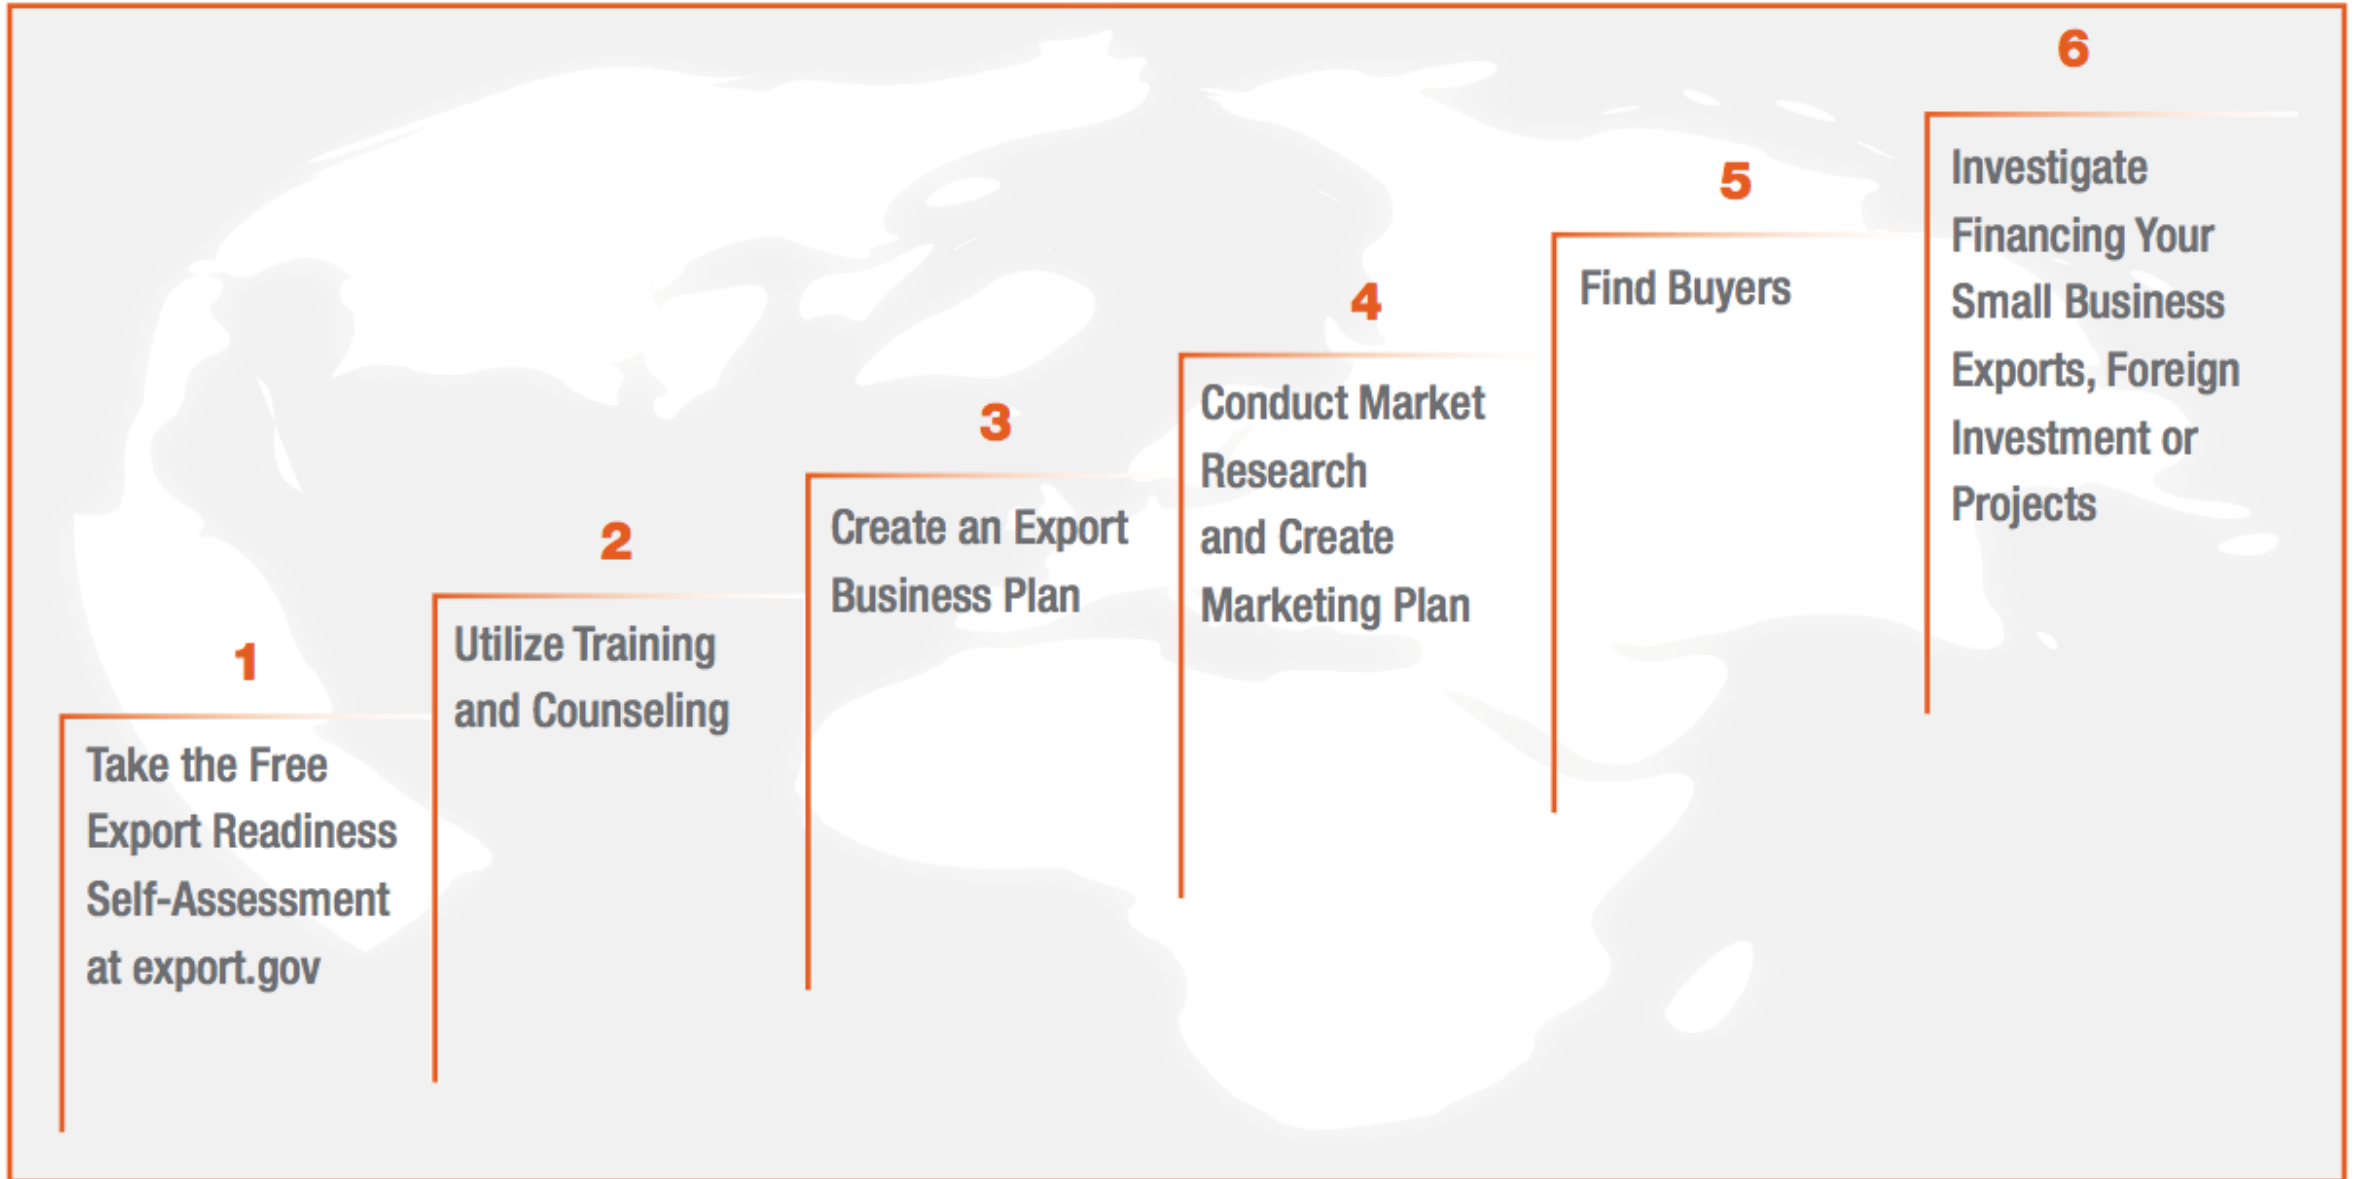 1
Take the Free
Export Readiness
Self-Assessment
at export.gov
2
Utilize Training
and Counseling
3
Create an Export
Business Plan
4
Conduct Market
Research
and Create
Marketing Plan
5
Find Buyers
6
Investigate
Financing Your
Small Business
Exports, Foreign
Investment or
Projects